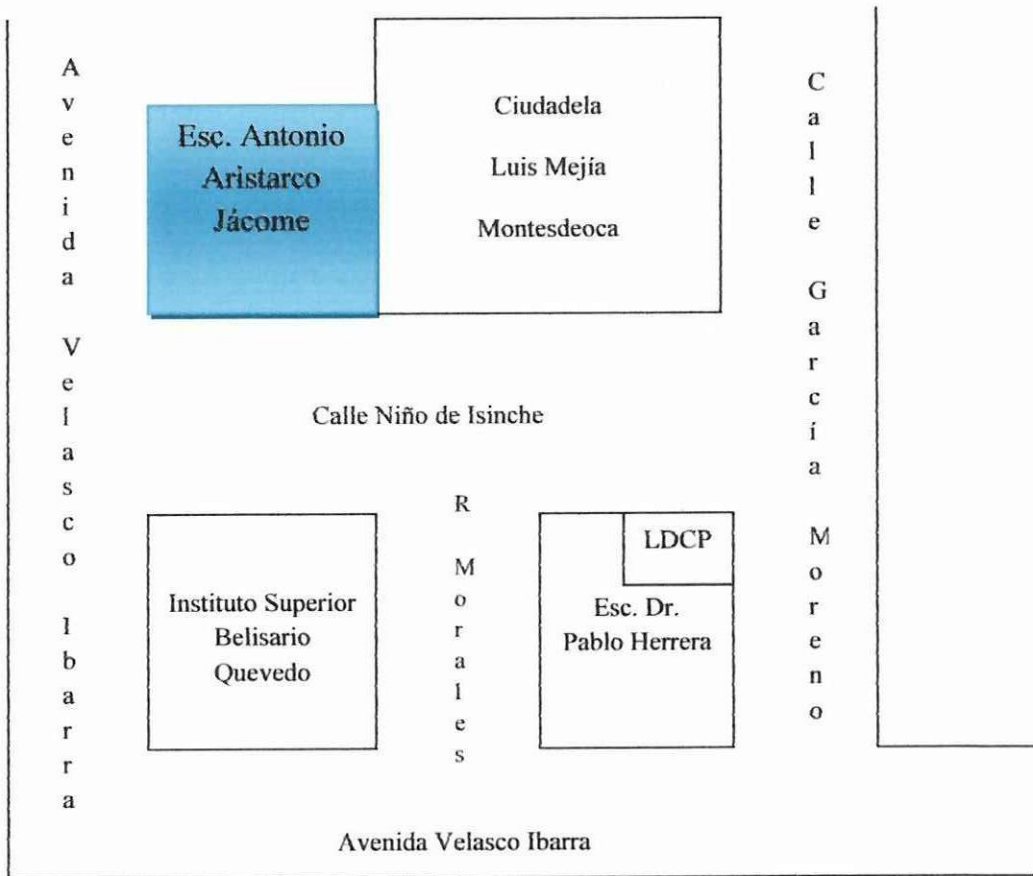 Avenida Velasco Ibarra
Esc. Antonio
Aristarco
Jácome
Ciudadela
Luis Mejía
Montesdeoca
Calle García Moreno
Calle Niño de Isinche
Instituto Superior
Belisario
Quevedo
R Morales
LDCP
Esc. Dr.
Pablo Herrera
Avenida Velasco Ibarra